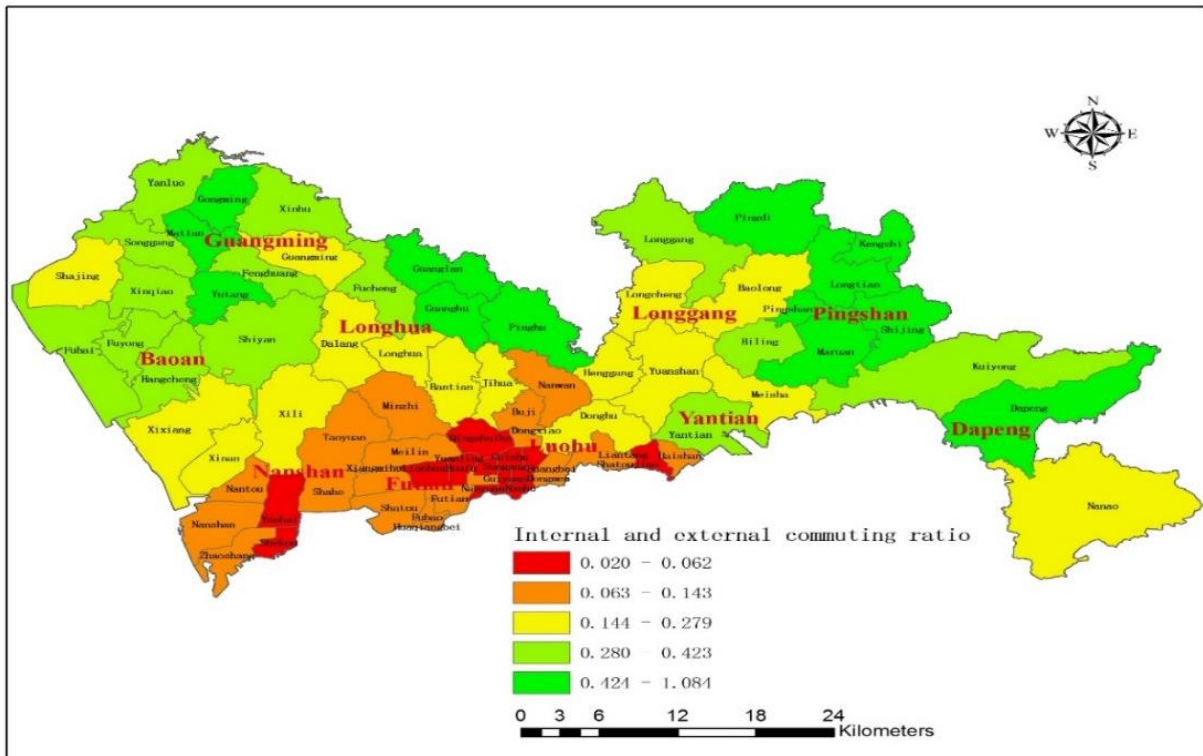 N
W E
S
Yanluo
Gongming
Xinhu
Matian
Guangming
Songgang
Guangming
Shajing
Fenghuang
Xinqiao
Yutang
Fucheng
Guanlan
Guanhu
Pinghu
Longhua
Fuhai
Fuyong
Baoan
Shiyan
Dalang
Longhua
Hangcheng
Bantian
Jihua
Nanwan
Xixiang
Xili
Minzhi
Buji
Xinan
Taoyuan
Meilin
Dongxiao
Donghu
Luohu
Nanshan
Nantou
Shahe
Shatou
Futian
Fubao
Huaqiangbei
Nanshan
Zhaoshang
Pingdi
Longgang
Kengzi
Longtian
Longcheng
Baolong
Longgang
Pingshan
Pingshan
Shijing
Biling
Maruan
Henggang
Yuanshan
Kuiyong
Meisha
Yantian
Yantian
Liantang
Haishan
Dapeng
Dapeng
Nanao
Internal and external commuting ratio
0.020 - 0.062
0.063 - 0.143
0.144 - 0.279
0.280 - 0.423
0.424 - 1.084
0 3 6 12 18 24
Kilometers